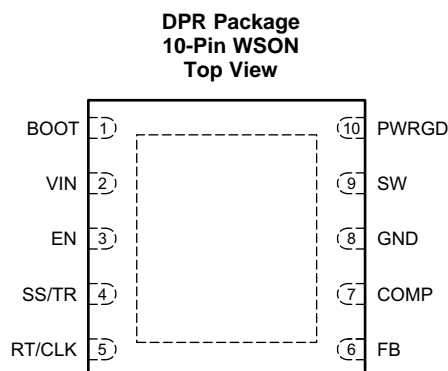 DPR Package
10-Pin WSON
Top View
BOOT 1 10 PWRGD
VIN 2 9 SW
EN 3 8 GND
SS/TR 4 7 COMP
RT/CLK 5 6 FB